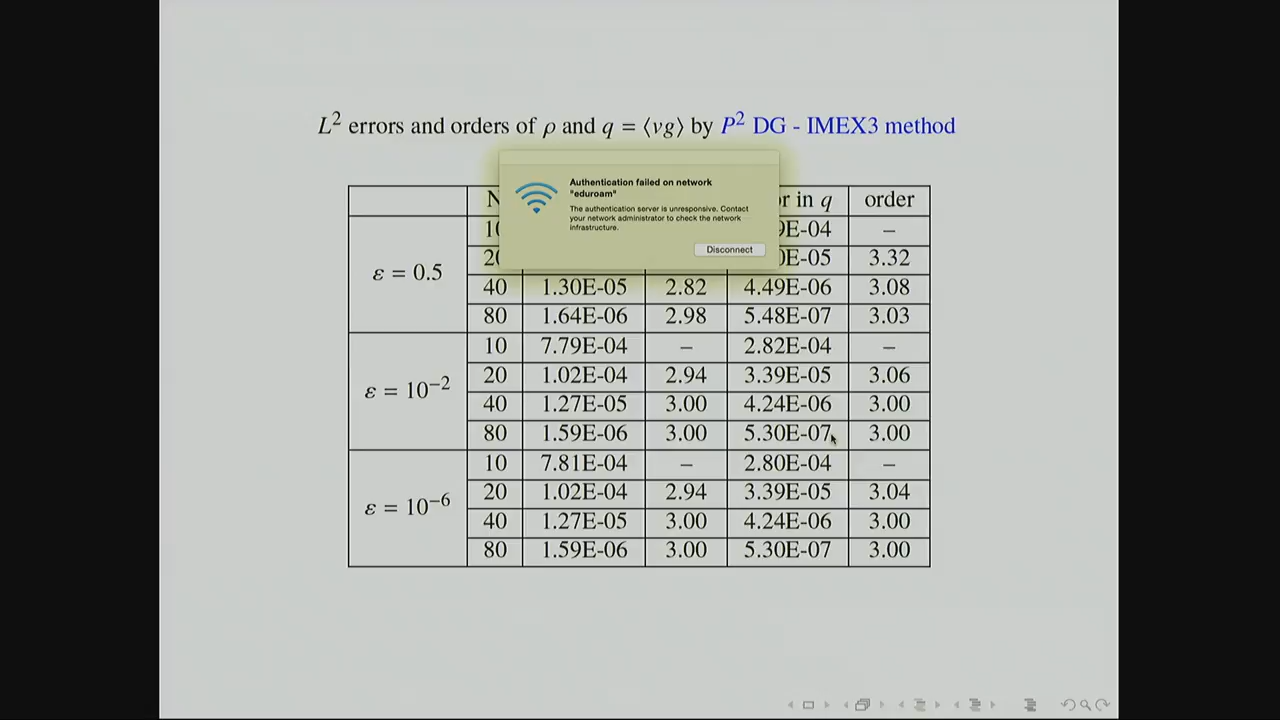 L² errors and orders of ρ and q = ⟨vg⟩ by P² DG - IMEX3 method
Authentication failed on network
"eduroam"
The authentication server is unresponsive. Contact
your network administrator to check the network
infrastructure.
Disconnect
in q order
E-04 –
E-05 3.32
ε = 0.5
40 1.30E-05 2.82 4.49E-06 3.08
80 1.64E-06 2.98 5.48E-07 3.03
10 7.79E-04 – 2.82E-04 –
20 1.02E-04 2.94 3.39E-05 3.06
ε = 10⁻²
40 1.27E-05 3.00 4.24E-06 3.00
80 1.59E-06 3.00 5.30E-07 3.00
10 7.81E-04 – 2.80E-04 –
20 1.02E-04 2.94 3.39E-05 3.04
ε = 10⁻⁶
40 1.27E-05 3.00 4.24E-06 3.00
80 1.59E-06 3.00 5.30E-07 3.00